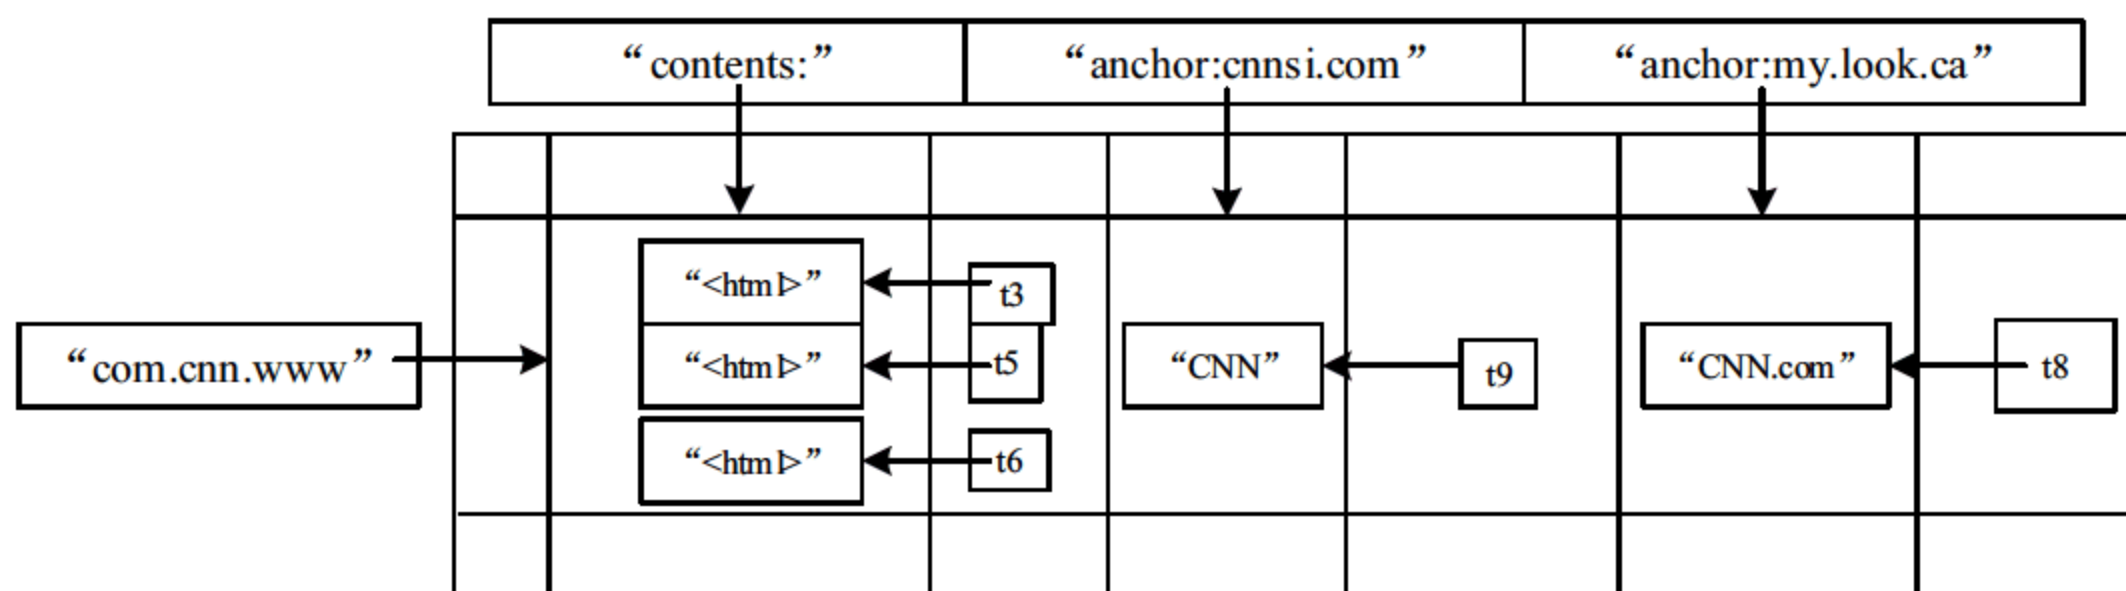 “contents:”
“anchor:cnnsi.com”
“anchor:my.look.ca”
“<html>”
t3
“com.cnn.www”
“<html>”
t5
“CNN”
t9
“CNN.com”
t8
“<html>”
t6